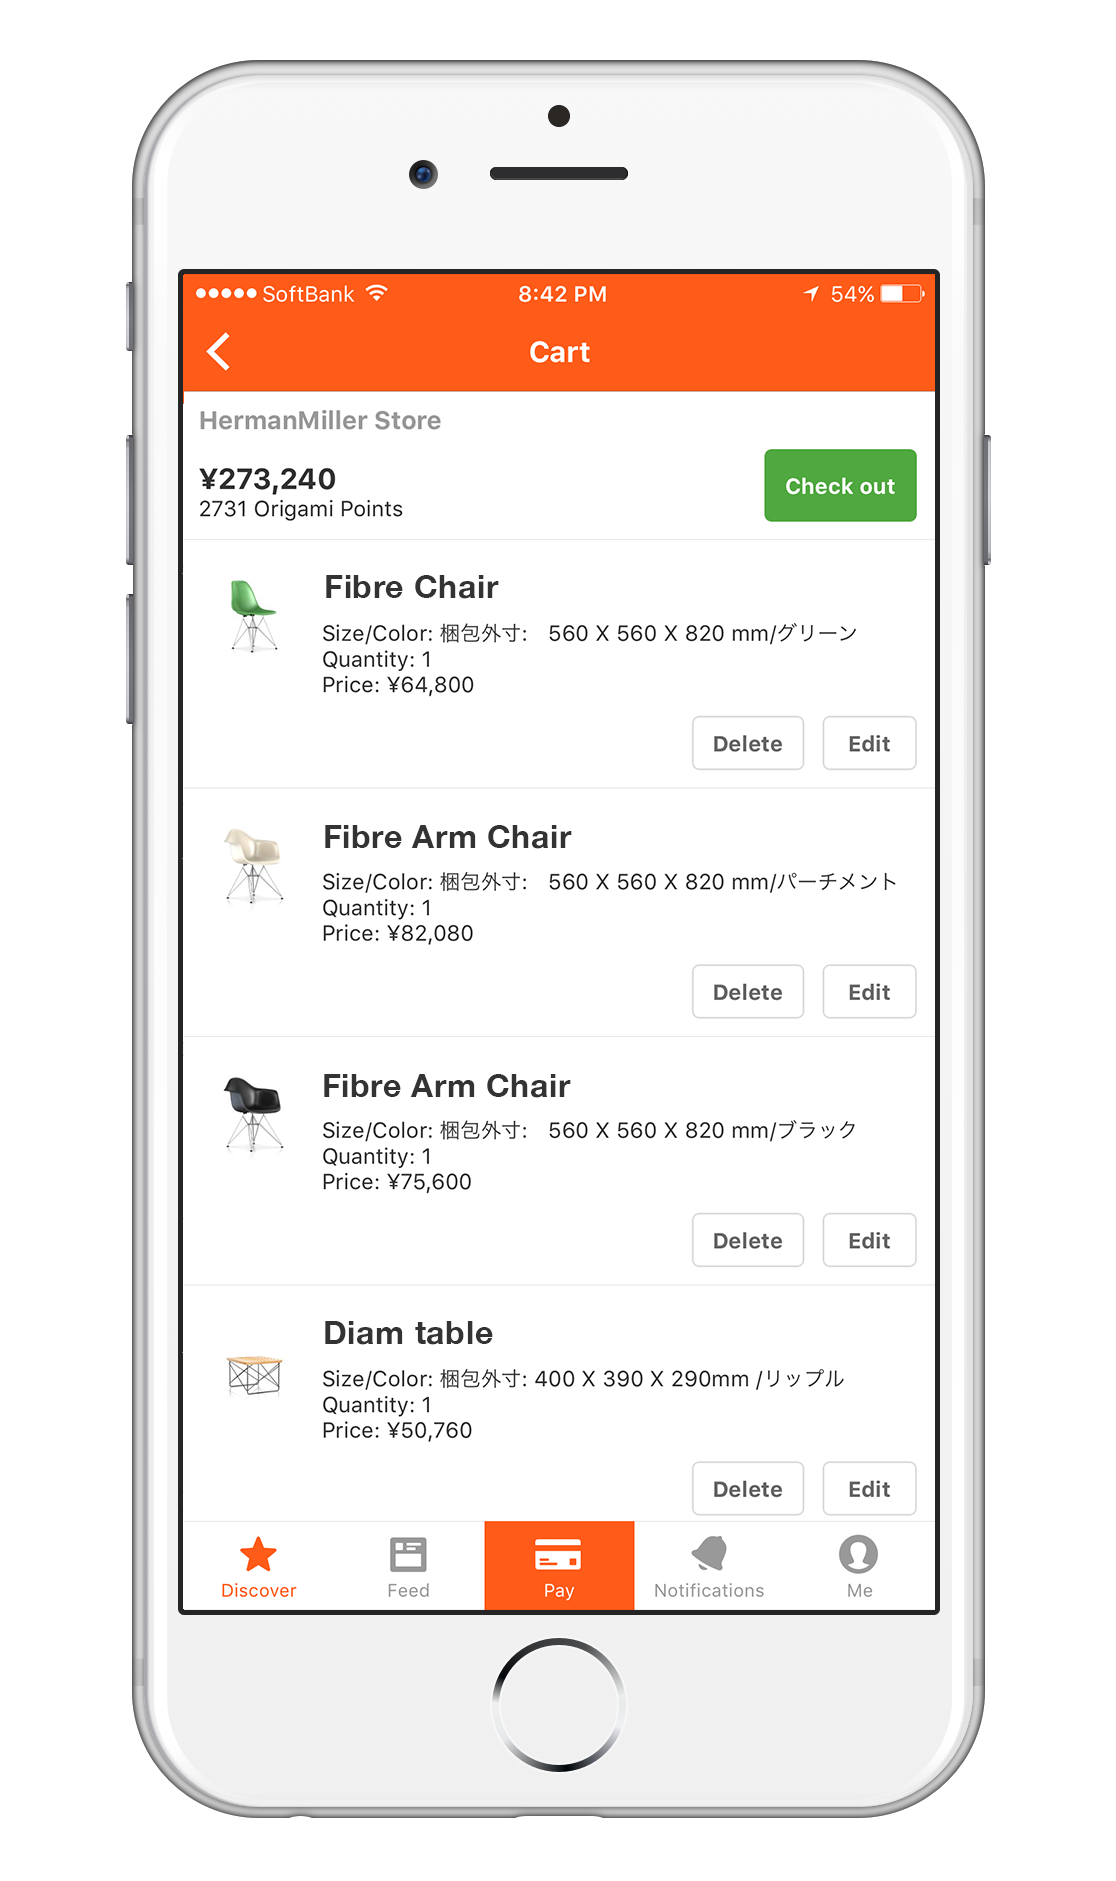 SoftBank 8:42 PM 54%
Cart
HermanMiller Store
¥273,240
2731 Origami Points
Check out
Fibre Chair
Size/Color: 梱包外寸: 560 X 560 X 820 mm/グリーン
Quantity: 1
Price: ¥64,800
Delete Edit
Fibre Arm Chair
Size/Color: 梱包外寸: 560 X 560 X 820 mm/パーチメント
Quantity: 1
Price: ¥82,080
Delete Edit
Fibre Arm Chair
Size/Color: 梱包外寸: 560 X 560 X 820 mm/ブラック
Quantity: 1
Price: ¥75,600
Delete Edit
Diam table
Size/Color: 梱包外寸: 400 X 390 X 290mm /リップル
Quantity: 1
Price: ¥50,760
Delete Edit
Discover Feed Pay Notifications Me